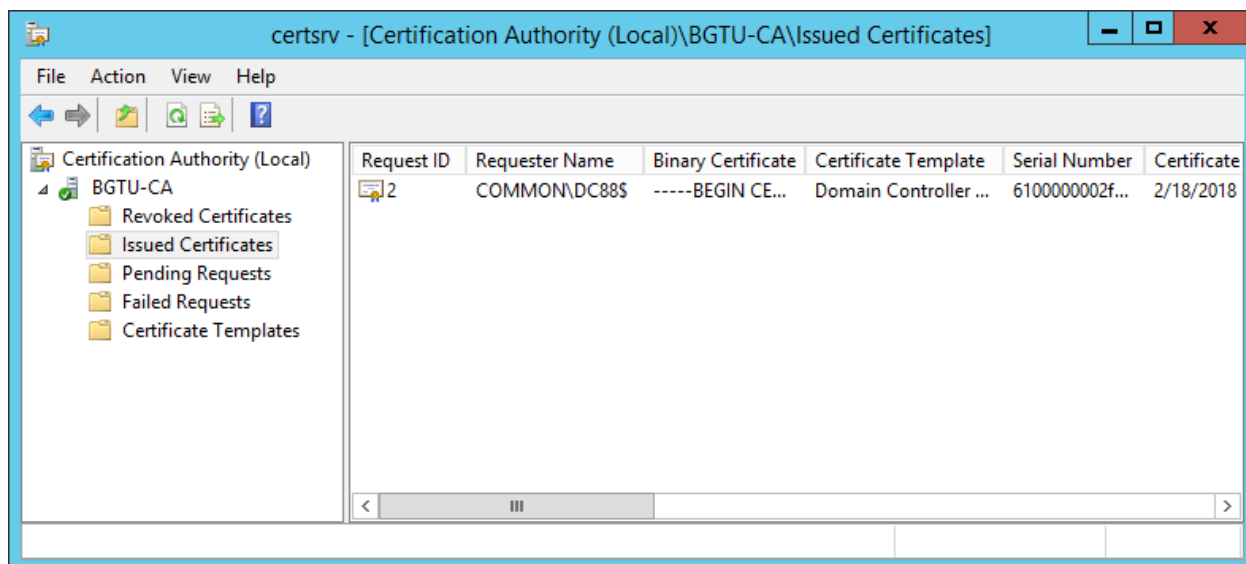 certsrv - [Certification Authority (Local)\BGTU-CA\Issued Certificates]
File Action View Help
Certification Authority (Local)
BGTU-CA
Revoked Certificates
Issued Certificates
Pending Requests
Failed Requests
Certificate Templates
Request ID Requester Name Binary Certificate Certificate Template Serial Number Certificate
2 COMMON\DC88$ -----BEGIN CE... Domain Controller ... 6100000002f... 2/18/2018